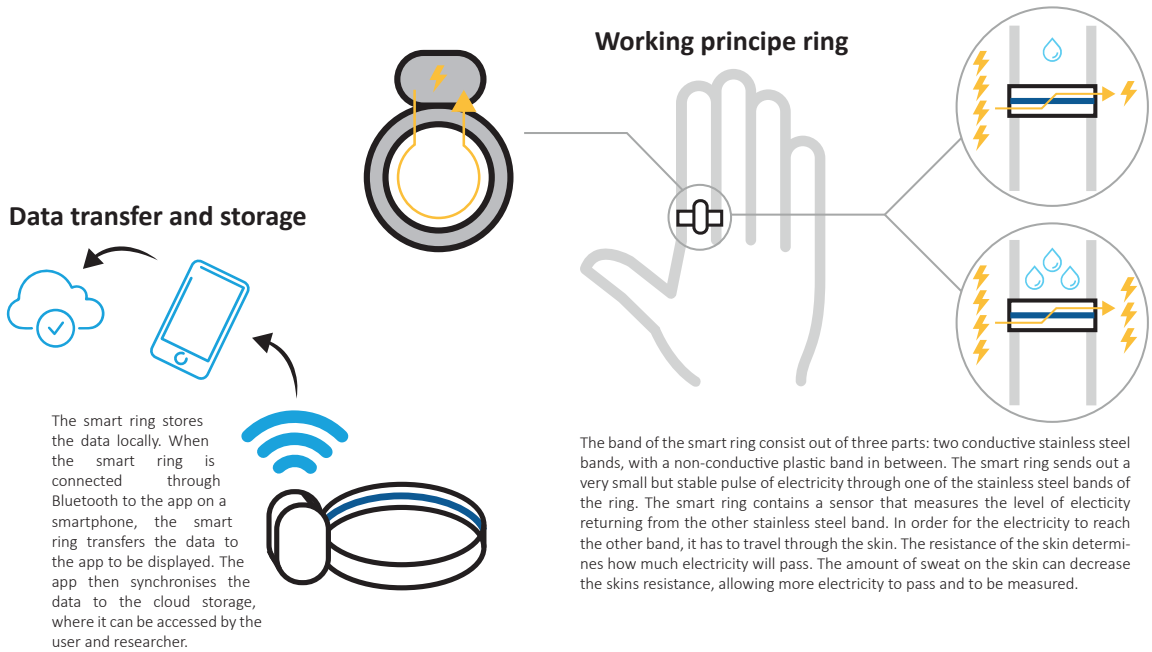 Working principe ring
Data transfer and storage
The smart ring stores
the data locally. When
the smart ring is
connected through
Bluetooth to the app on a
smartphone, the smart
ring transfers the data to
the app to be displayed. The
app then synchronises the
data to the cloud storage,
where it can be accessed by the
user and researcher.
The band of the smart ring consist out of three parts: two conductive stainless steel
bands, with a non-conductive plastic band in between. The smart ring sends out a
very small but stable pulse of electricity through one of the stainless steel bands of
the ring. The smart ring contains a sensor that measures the level of electicity
returning from the other stainless steel band. In order for the electricity to reach
the other band, it has to travel through the skin. The resistance of the skin determi-
nes how much electricity will pass. The amount of sweat on the skin can decrease
the skins resistance, allowing more electricity to pass and to be measured.